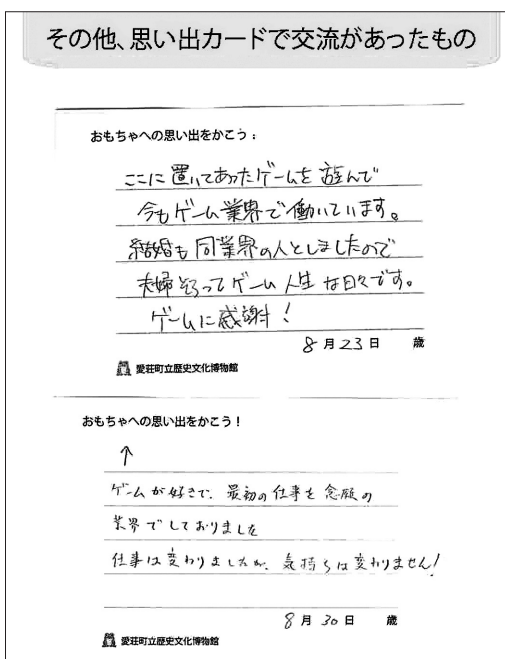 その他、思い出カードで交流があったもの
おもちゃへの思い出をかこう：
ここに置いてあったゲームを遊んで
今もゲーム業界で働いています。
結婚も同業界の人としましたので
夫婦そろってゲーム人生な日々です。
ゲームに感謝！
8月23日 歳
愛荘町立歴史文化博物館
おもちゃへの思い出をかこう！
↑
ゲームが好きで、最初の仕事を念願の
業界でしておりました
仕事は変わりましたが、気持ちは変わりません！
8月30日 歳
愛荘町立歴史文化博物館